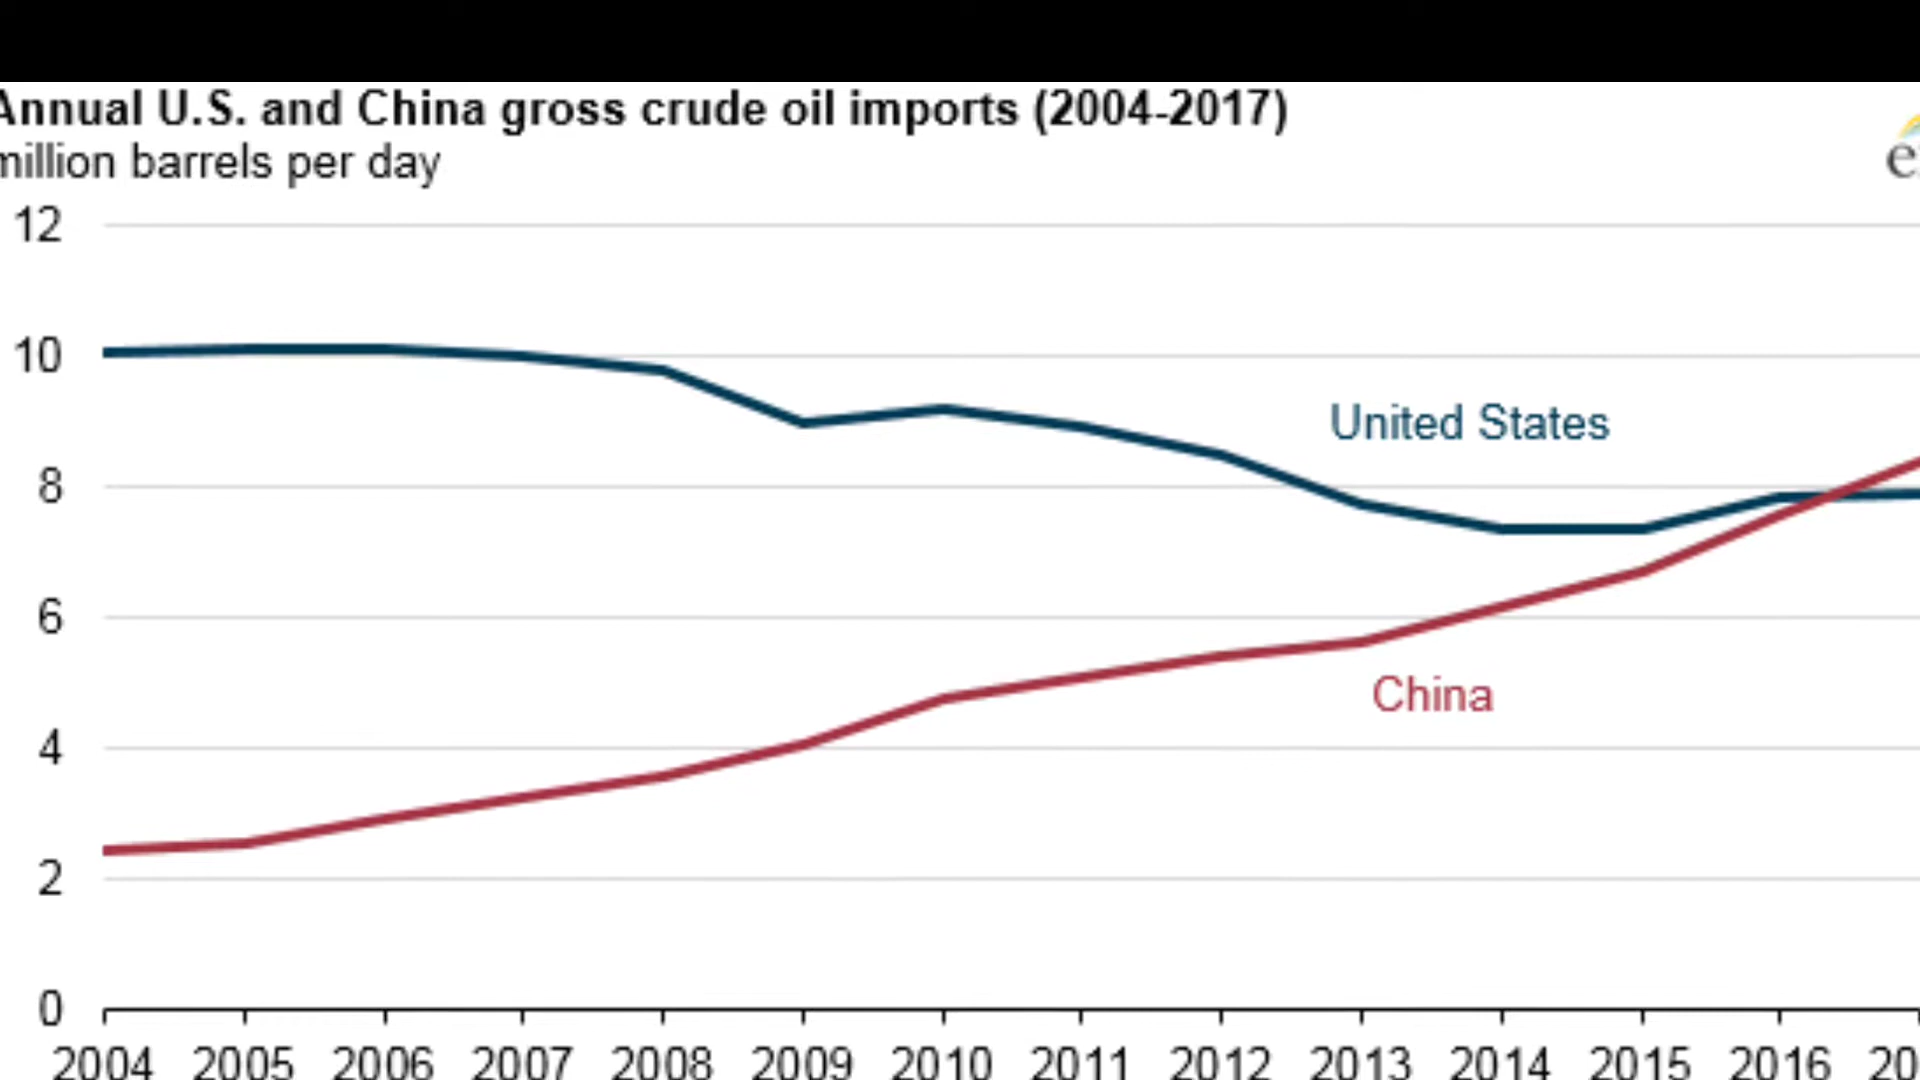 Annual U.S. and China gross crude oil imports (2004-2017)
million barrels per day
12
10
United States
8
6
China
4
2
0
2004 2005 2006 2007 2008 2009 2010 2011 2012 2013 2014 2015 2016